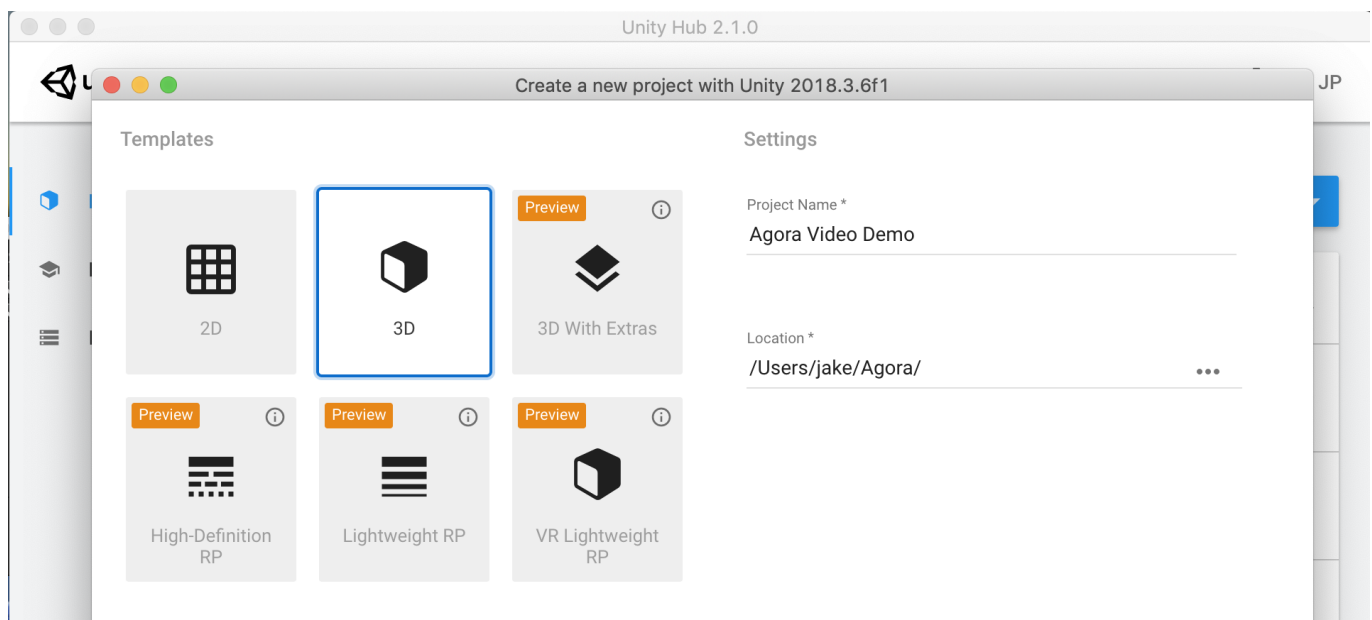 Unity Hub 2.1.0
JP
Create a new project with Unity 2018.3.6f1
Templates
Settings
2D
3D
Preview
3D With Extras
Preview
High-Definition
RP
Preview
Lightweight RP
Preview
VR Lightweight
RP
Project Name *
Agora Video Demo
Location *
/Users/jake/Agora/